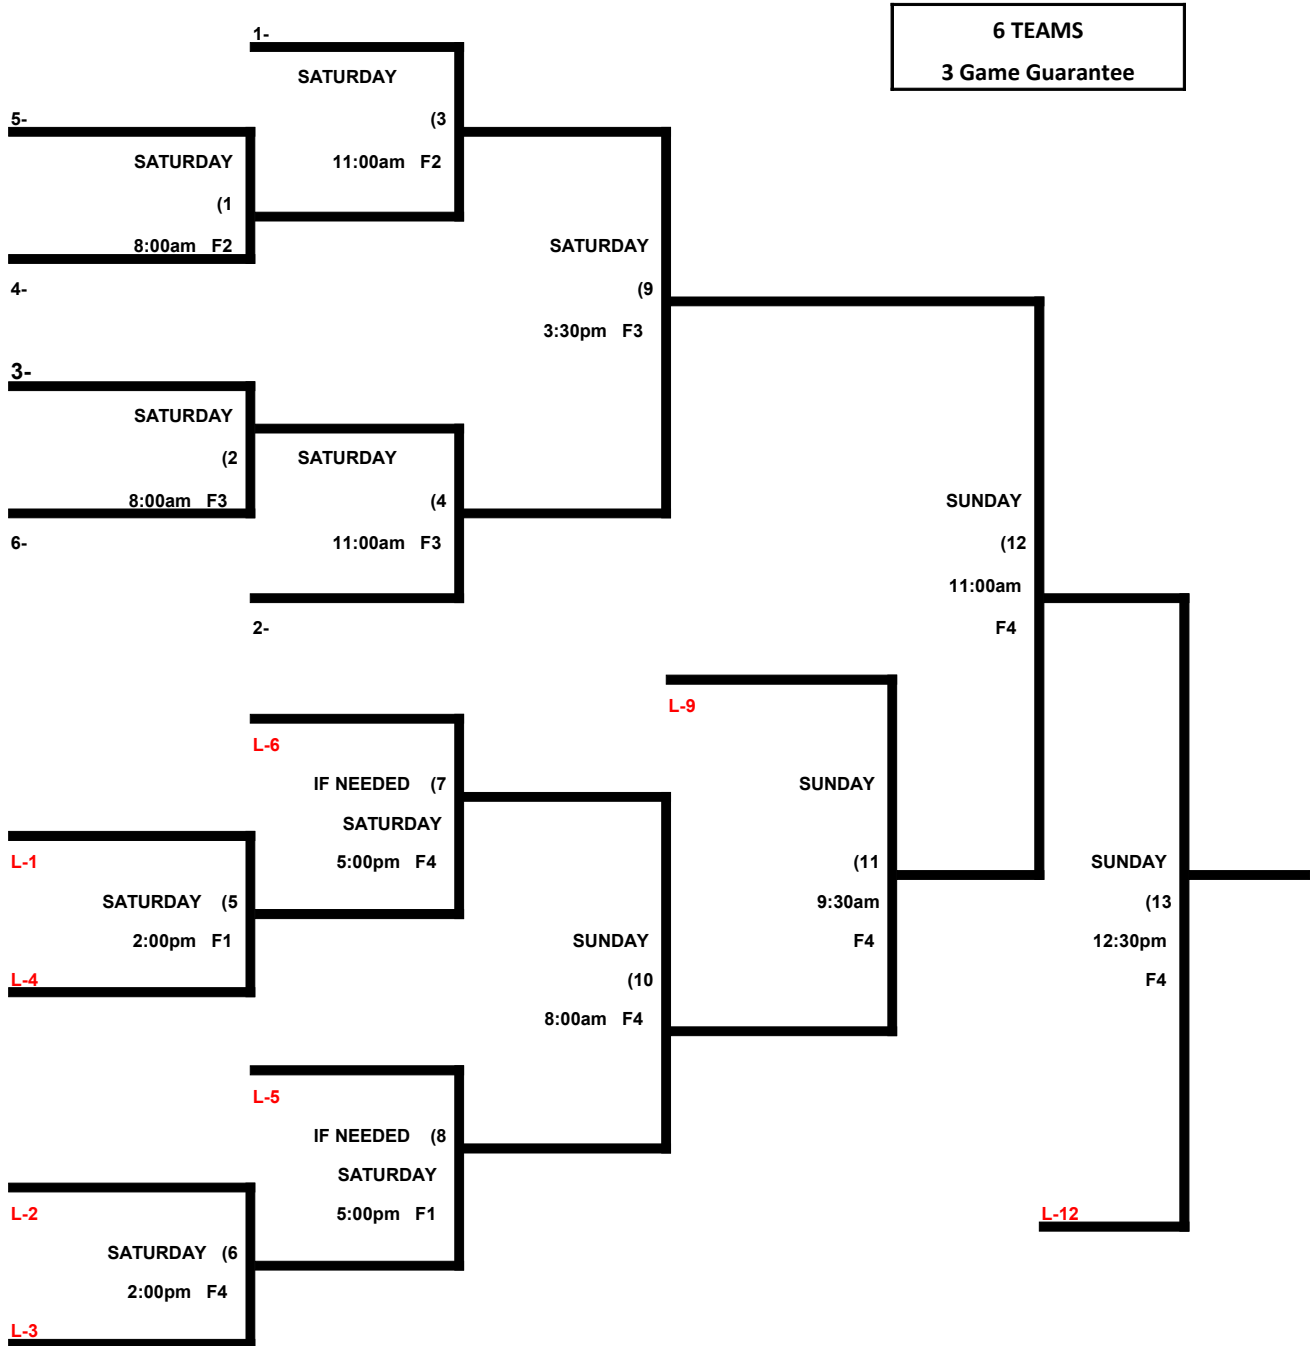 6 TEAMS
3 Game Guarantee
1-
SATURDAY
(3
11:00am F2
5-
SATURDAY
(1
8:00am F2
4-
SATURDAY
(9
3:30pm F3
3-
SATURDAY
(2
8:00am F3
6-
SATURDAY
(4
11:00am F3
2-
SUNDAY
(12
11:00am
F4
L-6
IF NEEDED (7
SATURDAY
5:00pm F4
L-1
SATURDAY (5
2:00pm F1
L-4
L-9
SUNDAY
(11
9:30am
F4
SUNDAY
(10
8:00am F4
SUNDAY
(13
12:30pm
F4
L-5
IF NEEDED (8
SATURDAY
5:00pm F1
L-2
SATURDAY (6
2:00pm F4
L-3
L-12